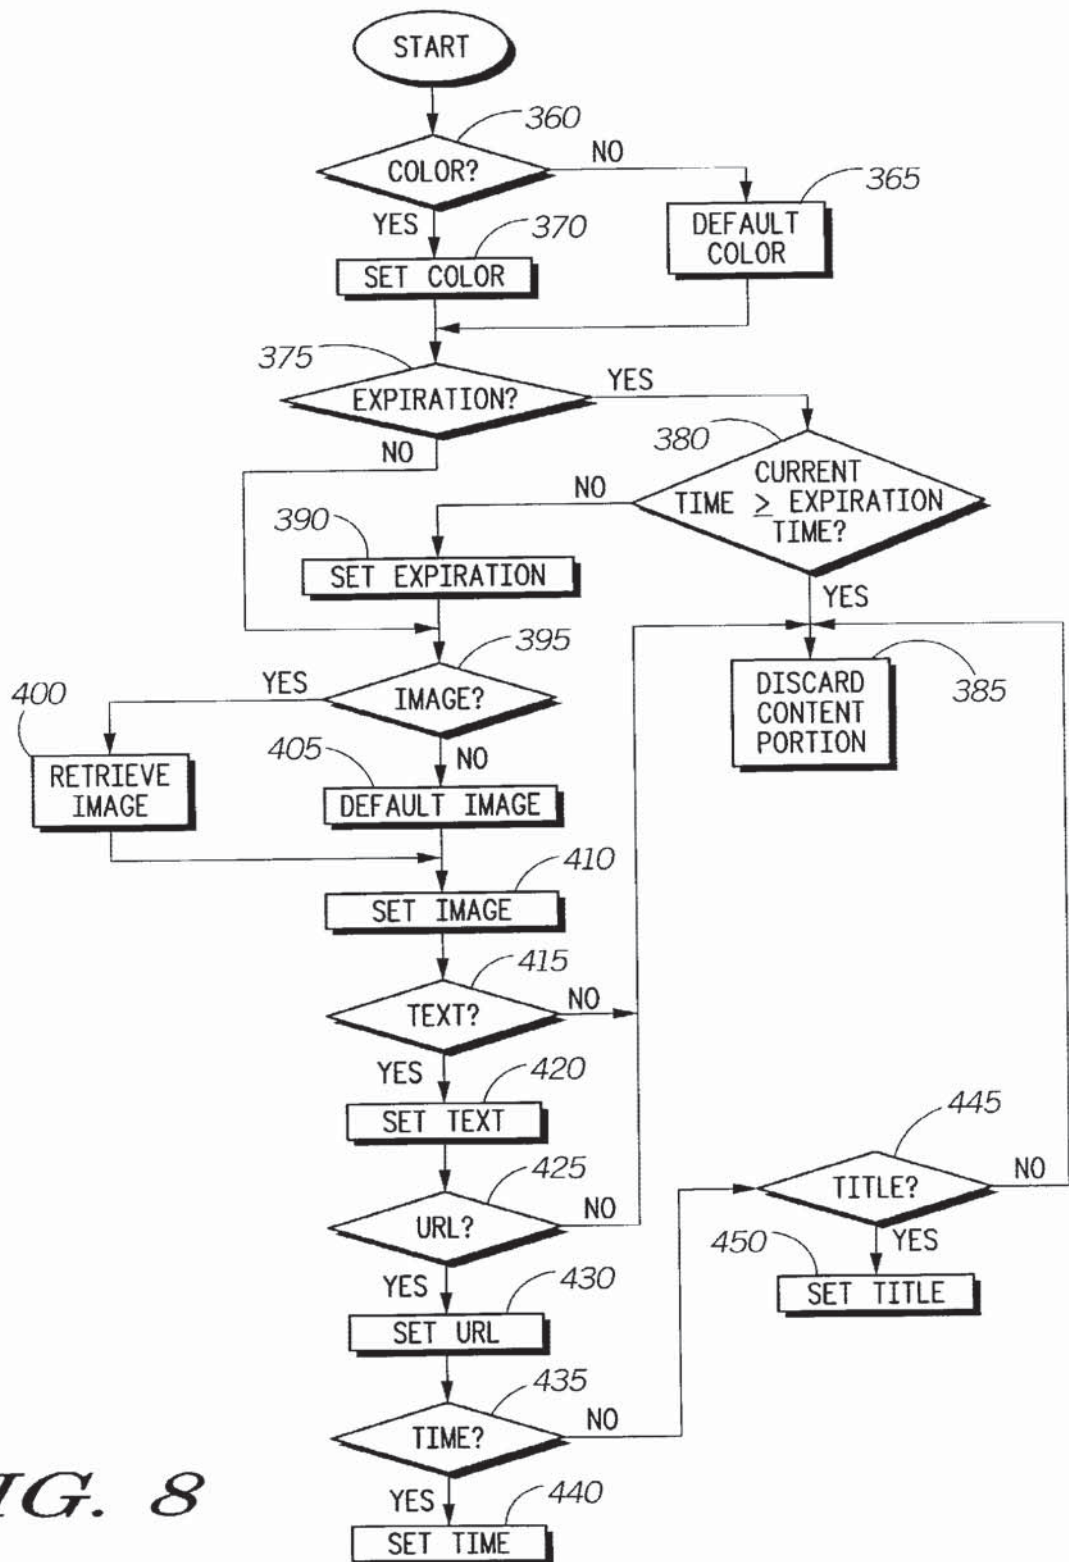 START
360
COLOR?
NO
365
DEFAULT
COLOR
YES
370
SET COLOR
375
EXPIRATION?
YES
NO
380
CURRENT
TIME ≥ EXPIRATION
TIME?
NO
390
SET EXPIRATION
YES
395
IMAGE?
YES
400
RETRIEVE
IMAGE
385
DISCARD
CONTENT
PORTION
NO
405
DEFAULT IMAGE
410
SET IMAGE
415
TEXT?
NO
YES
420
SET TEXT
425
URL?
NO
445
TITLE?
NO
YES
450
SET TITLE
YES
430
SET URL
435
TIME?
NO
YES
440
SET TIME
IG. 8